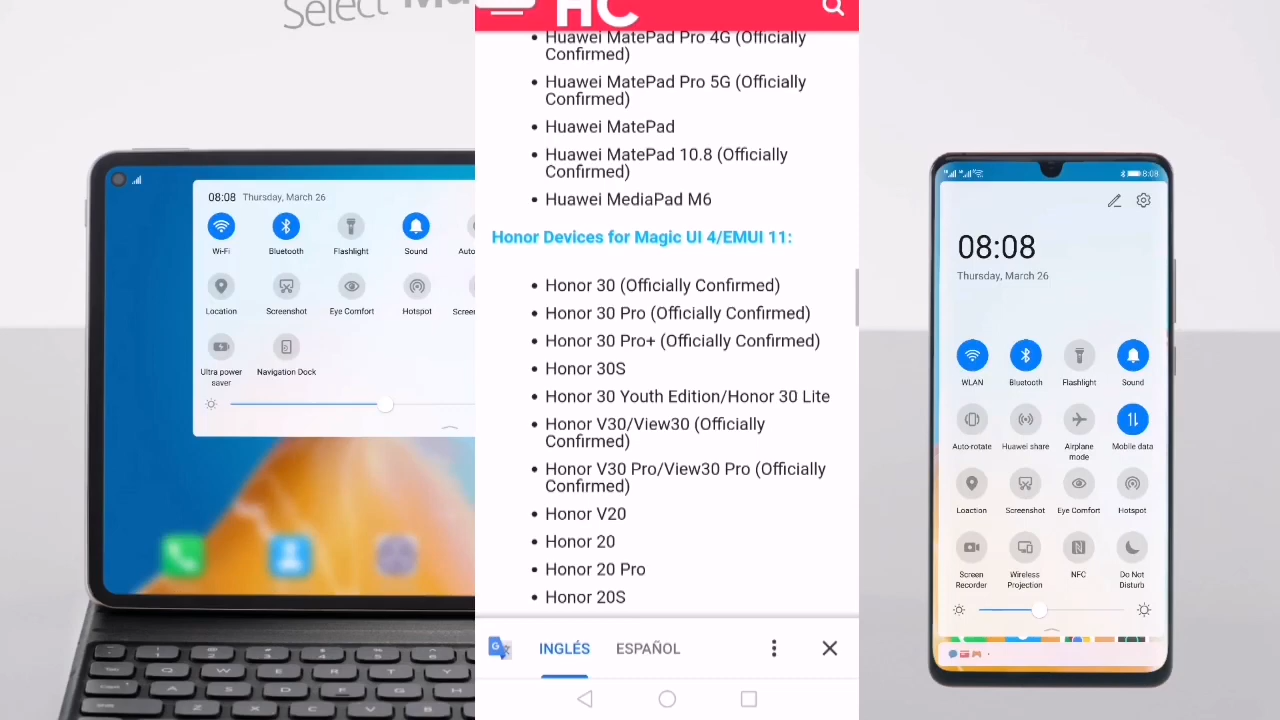 Select
08:08 Thursday, March 26
Wi-Fi
Bluetooth
Flashlight
Sound
Location
Screenshot
Eye Comfort
Hotspot
Ultra power
saver
Navigation Dock
HC
Huawei MatePad Pro 4G (Officially
Confirmed)
Huawei MatePad Pro 5G (Officially
Confirmed)
Huawei MatePad
Huawei MatePad 10.8 (Officially
Confirmed)
Huawei MediaPad M6
Honor Devices for Magic UI 4/EMUI 11:
Honor 30 (Officially Confirmed)
Honor 30 Pro (Officially Confirmed)
Honor 30 Pro+ (Officially Confirmed)
Honor 30S
Honor 30 Youth Edition/Honor 30 Lite
Honor V30/View30 (Officially
Confirmed)
Honor V30 Pro/View30 Pro (Officially
Confirmed)
Honor V20
Honor 20
Honor 20 Pro
Honor 20S
INGLÉS
ESPAÑOL
8:08
08:08
Thursday, March 26
WLAN
Bluetooth
Flashlight
Sound
Auto-rotate
Huawei share
Airplane
mode
Mobile data
Loaction
Screenshot
Eye Comfort
Hotspot
Screen
Recorder
Wireless
Projection
NFC
Do Not
Disturb